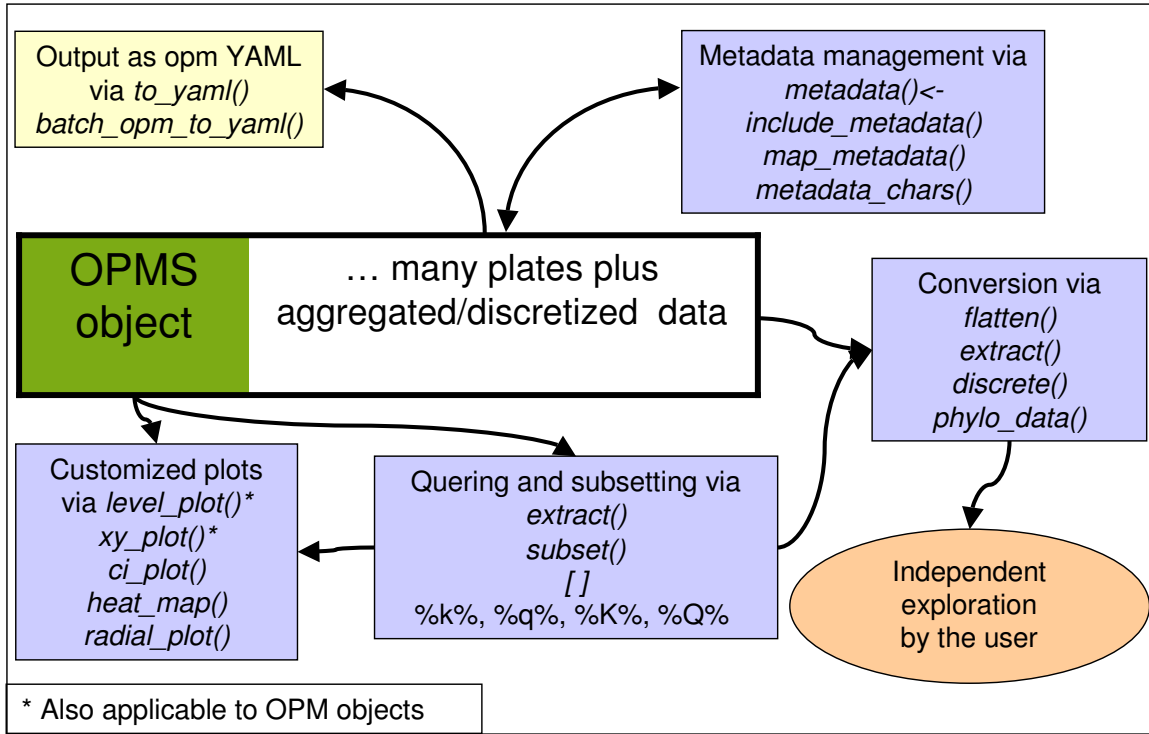 Output as opm YAML
via to_yaml()
batch_opm_to_yaml()
Metadata management via
metadata()<-
include_metadata()
map_metadata()
metadata_chars()
OPMS
object
… many plates plus
aggregated/discretized data
Conversion via
flatten()
extract()
discrete()
phylo_data()
Customized plots
via level_plot()*
xy_plot()*
ci_plot()
heat_map()
radial_plot()
Quering and subsetting via
extract()
subset()
[ ]
%k%, %q%, %K%, %Q%
Independent
exploration
by the user
* Also applicable to OPM objects